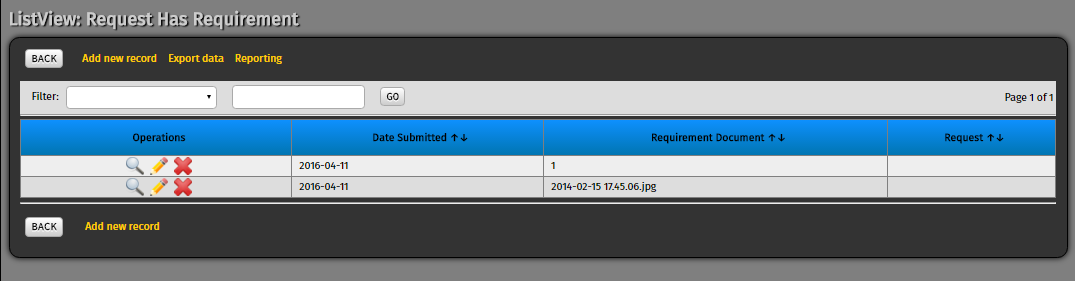 ListView: Request Has Requirement
BACK Add new record Export data Reporting
Filter: GO Page 1 of 1
Operations Date Submitted ↑↓ Requirement Document ↑↓ Request ↑↓
2016-04-11 1
2016-04-11 2014-02-15 17.45.06.jpg
BACK Add new record